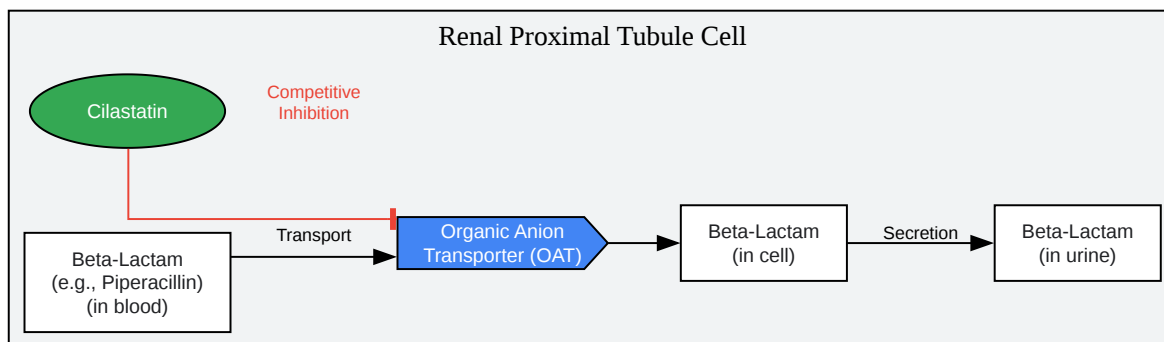 Renal Proximal Tubule Cell
Cilastatin
Competitive
Inhibition
Beta-Lactam
(e.g., Piperacillin)
(in blood)
Transport
Organic Anion
Transporter (OAT)
Beta-Lactam
(in cell)
Secretion
Beta-Lactam
(in urine)